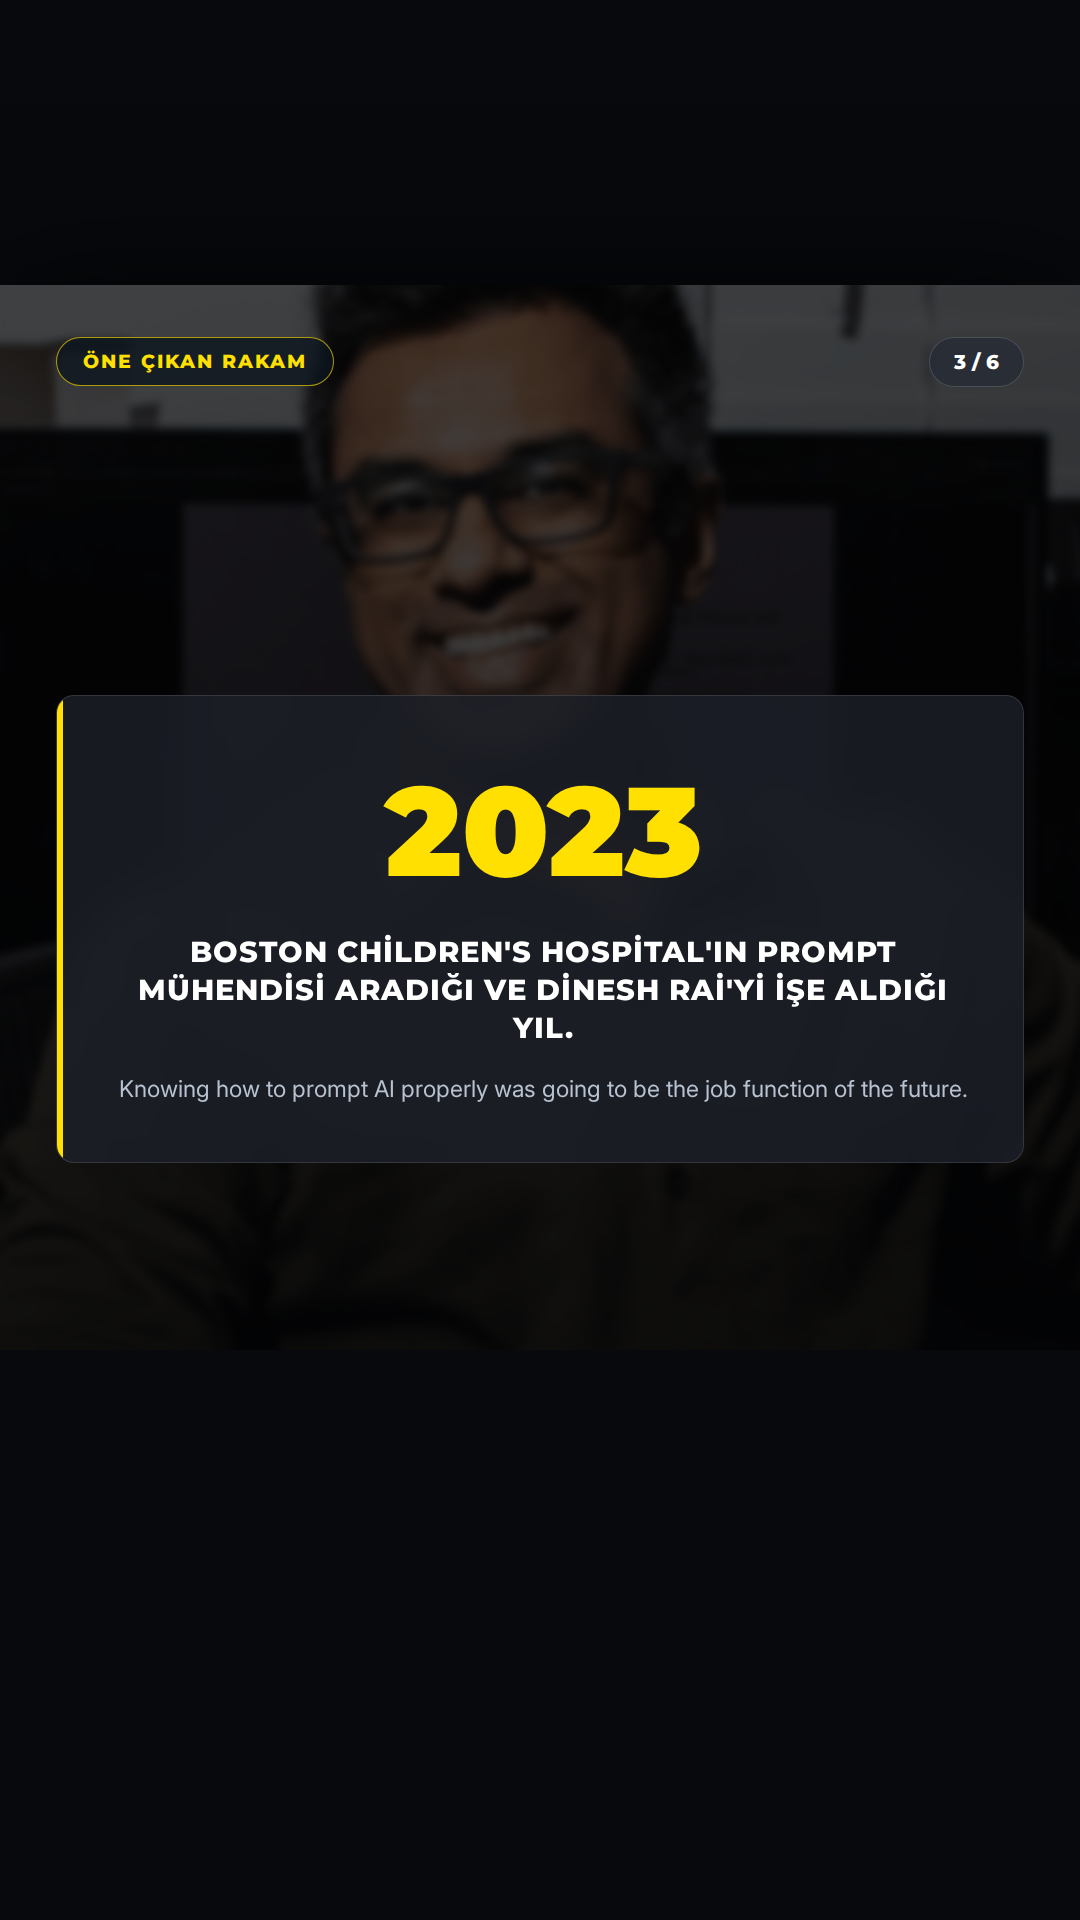 ÖNE ÇIKAN RAKAM
3 / 6
2023
BOSTON CHİLDREN'S HOSPİTAL'IN PROMPT
MÜHENDİSİ ARADIĞI VE DİNESH RAİ'Yİ İŞE ALDIĞI
YIL.
Knowing how to prompt AI properly was going to be the job function of the future.